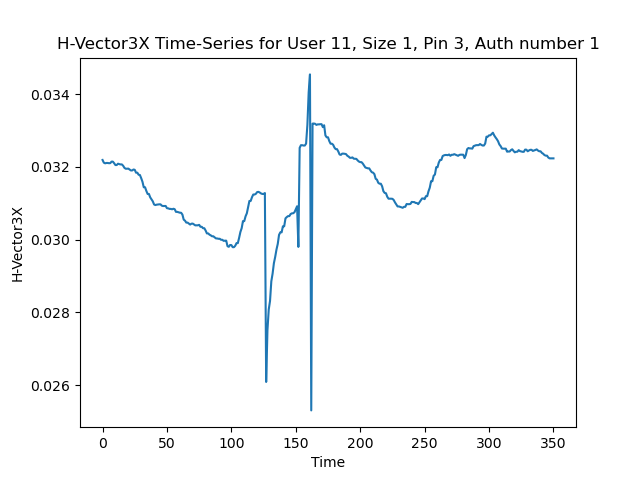 H-Vector3X Time-Series for User 11, Size 1, Pin 3, Auth number 1
0.034
0.032
0.030
0.028
0.026
H-Vector3X
0 50 100 150 200 250 300 350
Time